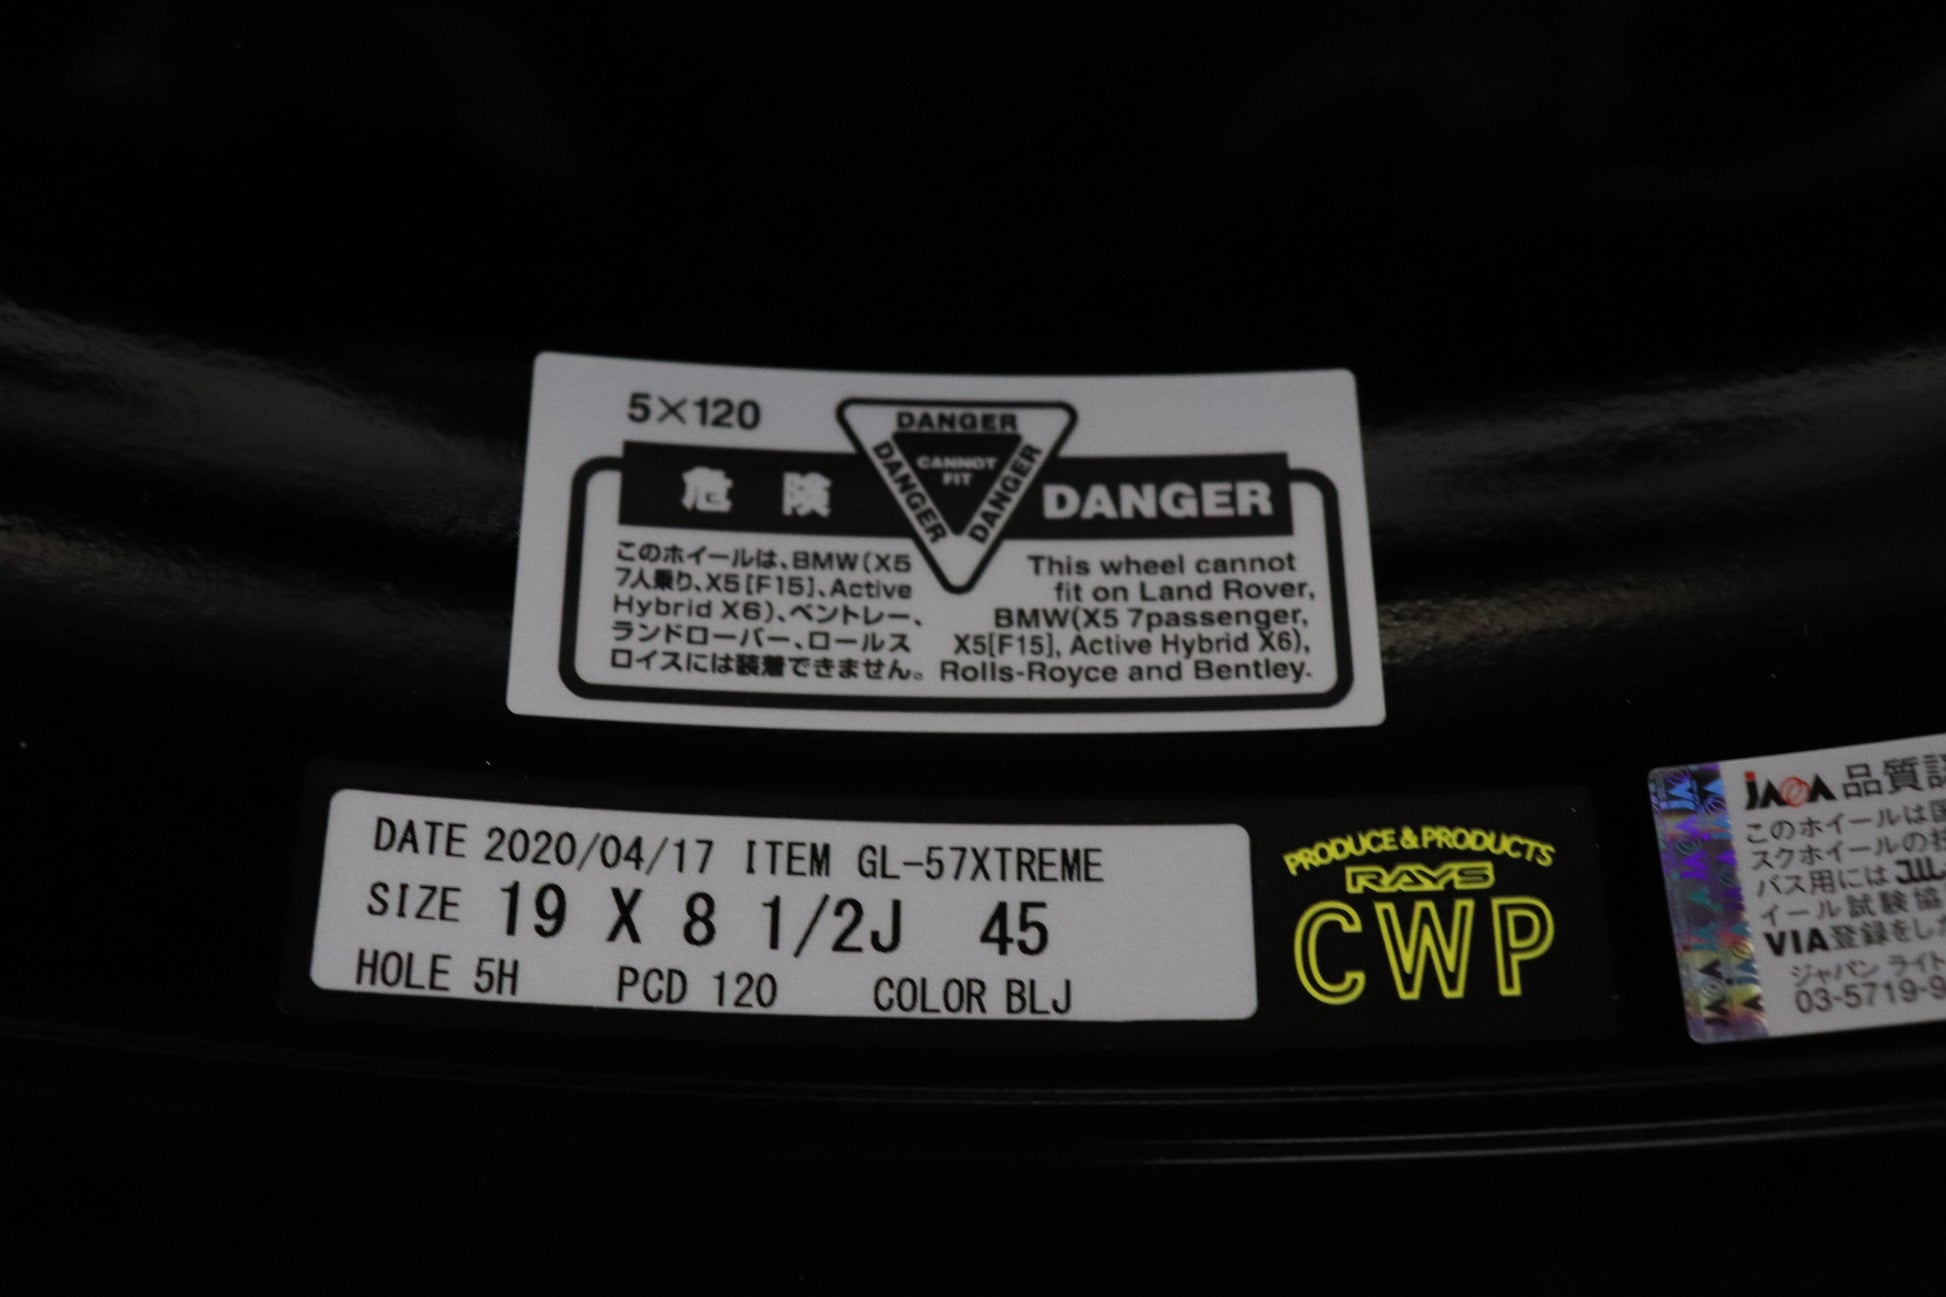 5×120
DANGER
DANGER
DANGER
CANNOT
FIT
危険
DANGER
このホイールは、BMW(X5
7人乗り、X5[F15]、Active
Hybrid X6)、ベントレー、
ランドローバー、ロールス
ロイスには装着できません。
This wheel cannot
fit on Land Rover,
BMW(X5 7passenger,
X5[F15], Active Hybrid X6),
Rolls-Royce and Bentley.
DATE 2020/04/17 ITEM GL-57XTREME
SIZE 19 X 8 1/2J 45
HOLE 5H PCD 120 COLOR BLJ
PRODUCE & PRODUCTS
RAYS
CWP
JAWA 品質認
このホイールは国
スクホイールの技
バス用には JWL
イール試験協
VIA登録をした
ジャパン ライト
03-5719-9